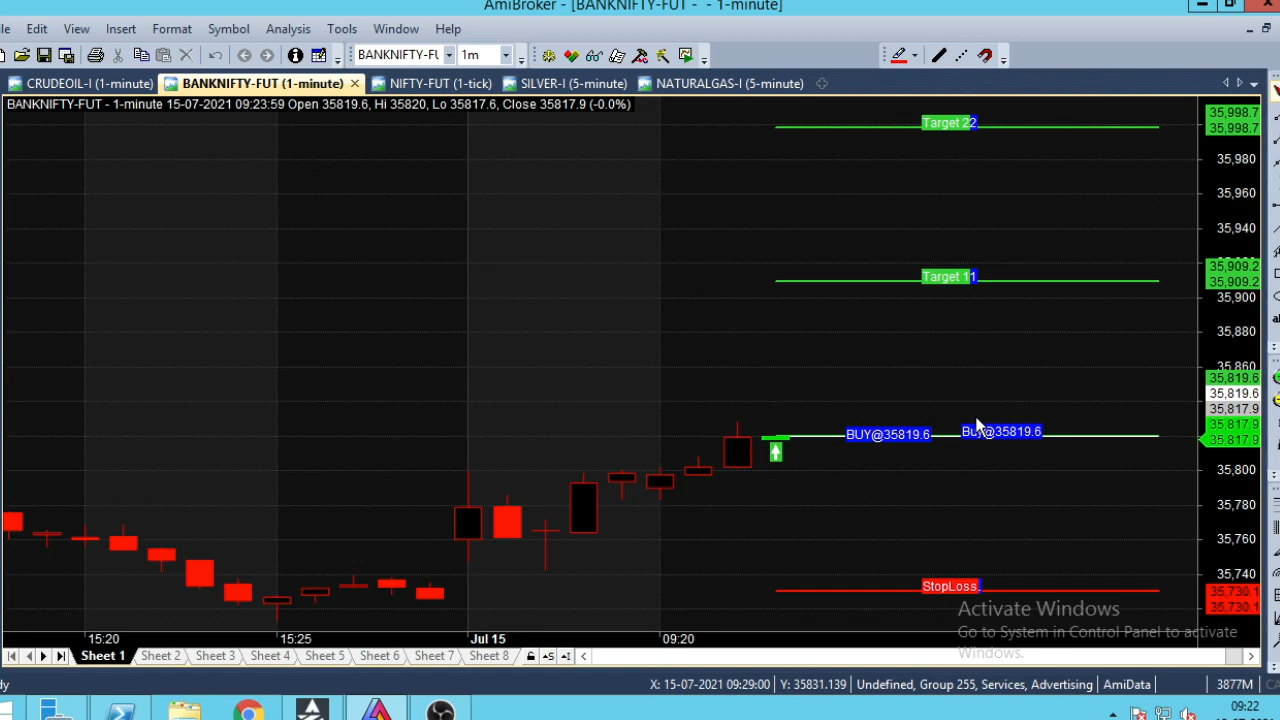 AmiBroker - [BANKNIFTY-FUT - - 1-minute]
Edit View Insert Format Symbol Analysis Tools Window Help
BANKNIFTY-FL 1m
CRUDEOIL-I (1-minute) BANKNIFTY-FUT (1-minute) NIFTY-FUT (1-tick) SILVER-I (5-minute) NATURALGAS-I (5-minute)
BANKNIFTY-FUT - 1-minute 15-07-2021 09:23:59 Open 35819.6, Hi 35820, Lo 35817.6, Close 35817.9 (-0.0%)
35,998.7
Target 22
35,998.7
35,980
35,960
35,940
35,909.2
Target 11
35,909.2
35,900
35,880
35,860
35,819.6
35,819.6
35,817.9
35,817.9
BUY@35819.6 BUY@35819.6
35,817.9
35,800
35,780
35,760
35,740
StopLoss
35,730.1
35,730.1
Activate Windows
Go to System in Control Panel to activate
Windows.
15:20 15:25 Jul 15 09:20
Sheet 1 Sheet 2 Sheet 3 Sheet 4 Sheet 5 Sheet 6 Sheet 7 Sheet 8
X: 15-07-2021 09:29:00 Y: 35831.139 Undefined, Group 255, Services, Advertising AmiData 3877M
09:22